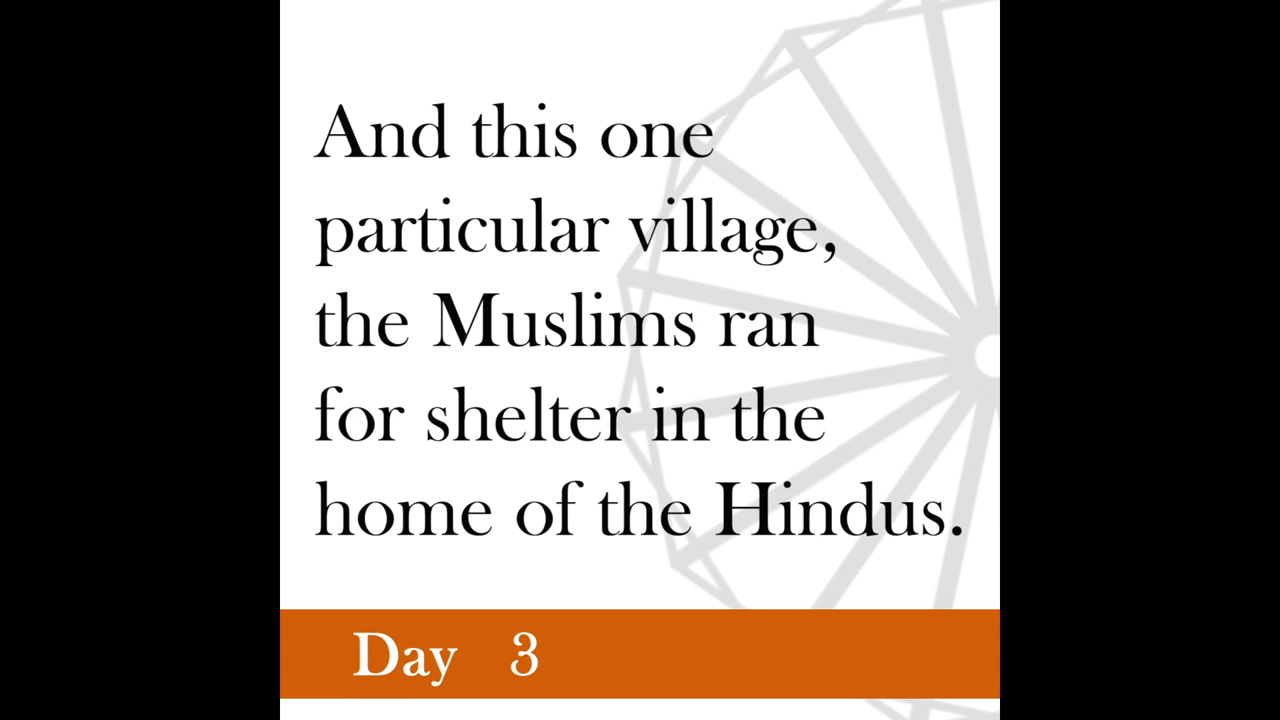 And this one
particular village,
the Muslims ran
for shelter in the
home of the Hindus.
Day 3